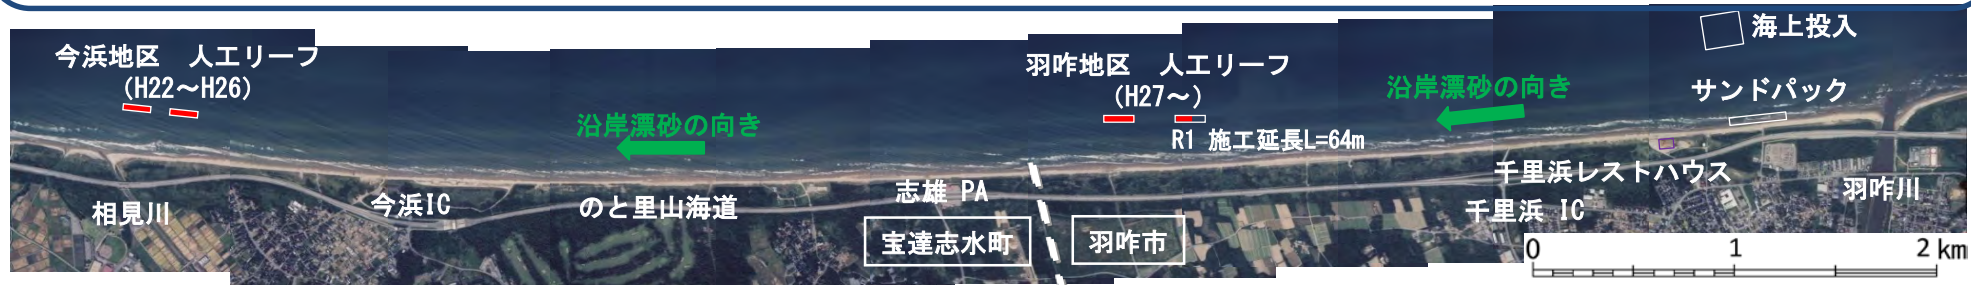 海上投入
今浜地区 人工リーフ
(H22～H26)
羽咋地区 人工リーフ
(H27～)
沿岸漂砂の向き
サンドパック
沿岸漂砂の向き
R1 施工延長L=64m
千里浜レストハウス
志雄 PA
羽咋川
相見川
今浜IC
のと里山海道
千里浜 IC
宝達志水町
羽咋市
0 1 2 km